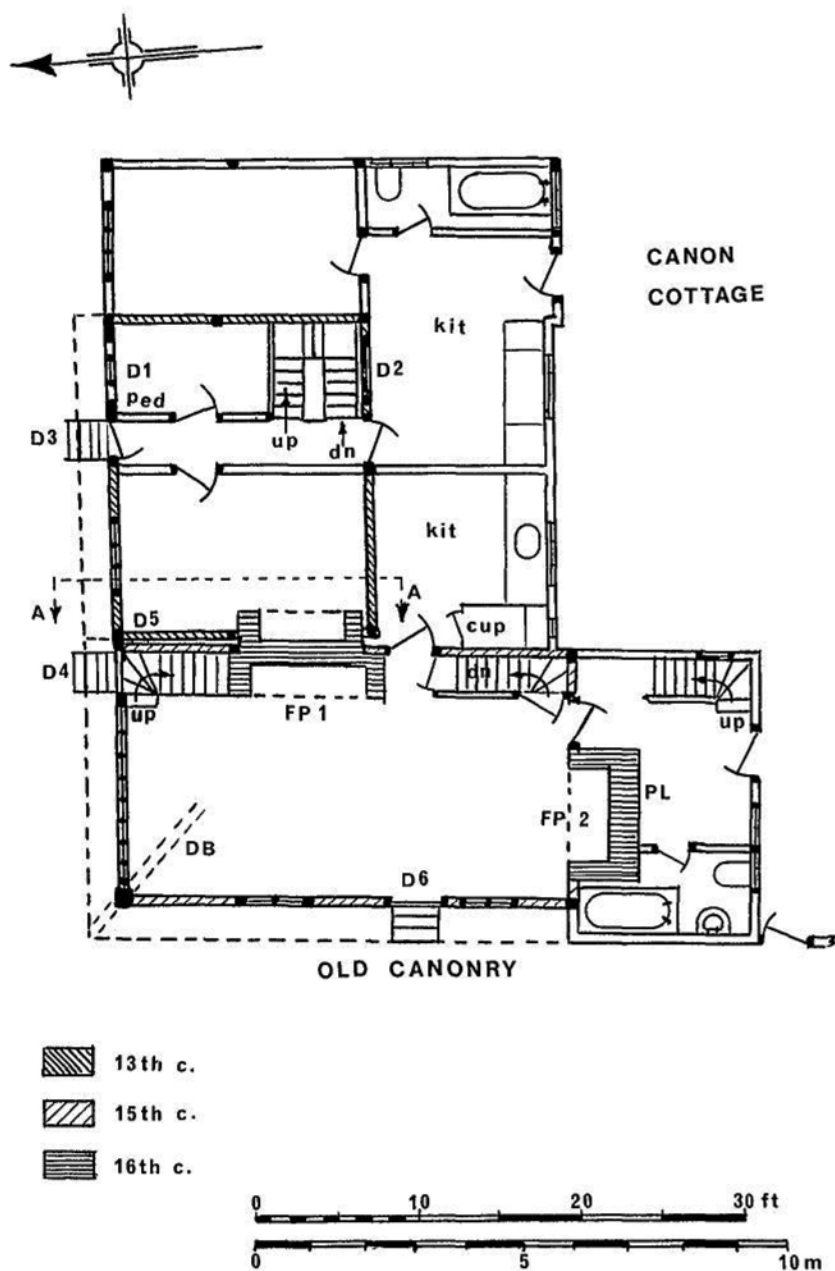 CANON
COTTAGE
kit
D1
ped
D2
D3
up
dn
kit
A
A
D5
cup
D4
dn
up
FP 1
up
PL
FP 2
DB
D6
OLD CANONRY
13th c.
15th c.
16th c.
0 10 20 30 ft
0 5 10 m